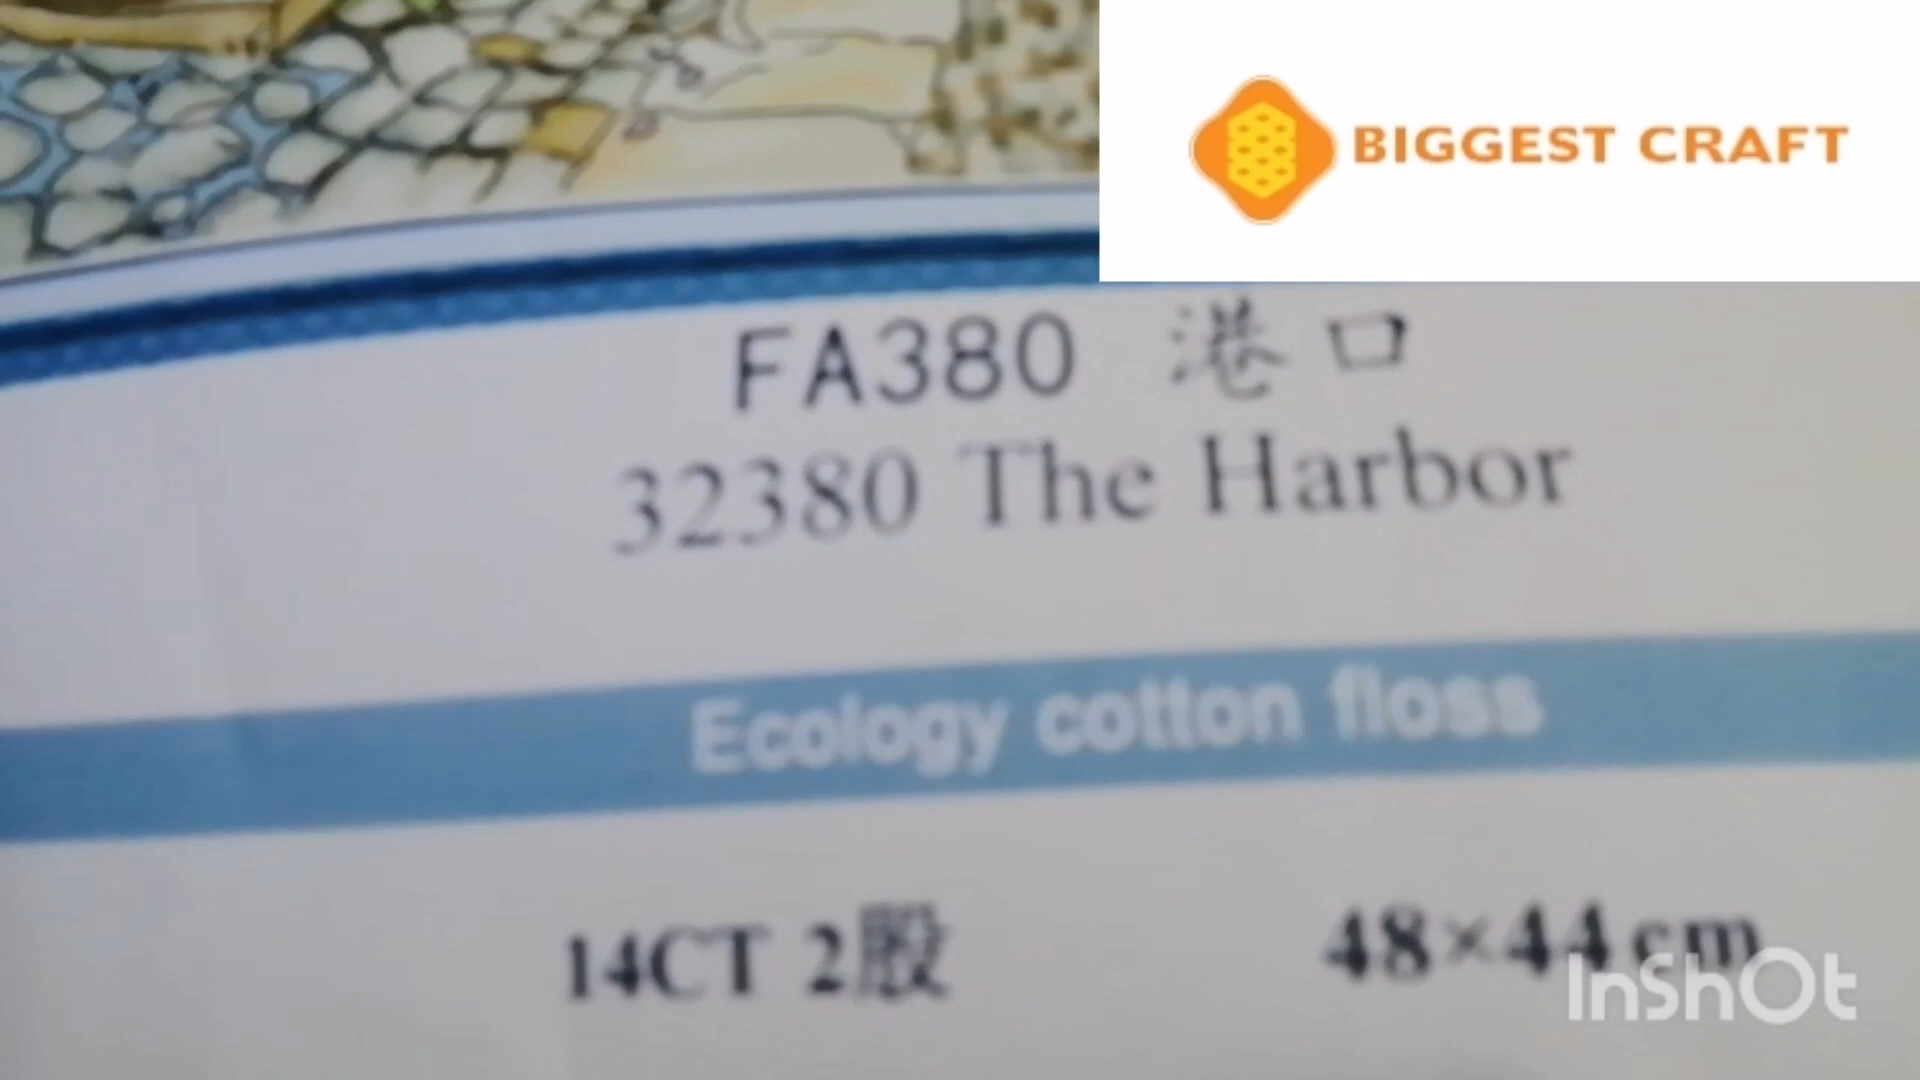 BIGGEST CRAFT
FA380 港口
32380 The Harbor
Ecology cotton floss
14CT 2股 48×44cm
InShOt